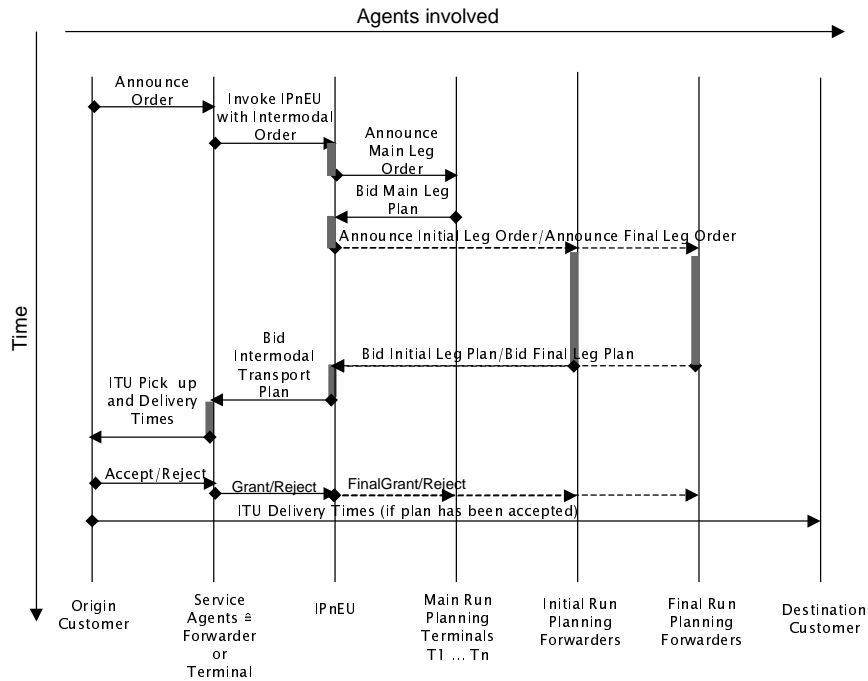 Agents involved
Announce
Order
Invoke IPnEU
with Intermodal
Order
Announce
Main Leg
Order
Bid Main Leg
Plan
Announce Initial Leg Order/Announce Final Leg Order
Time
Bid
Intermodal
Transport
Plan
Bid Initial Leg Plan/Bid Final Leg Plan
ITU Pick up
and Delivery
Times
Accept/Reject
Grant/Reject
FinalGrant/Reject
ITU Delivery Times (if plan has been accepted)
Origin
Customer
Service
Agents ≙
Forwarder
or
Terminal
IPnEU
Main Run
Planning
Terminals
T1 ... Tn
Initial Run
Planning
Forwarders
Final Run
Planning
Forwarders
Destination
Customer